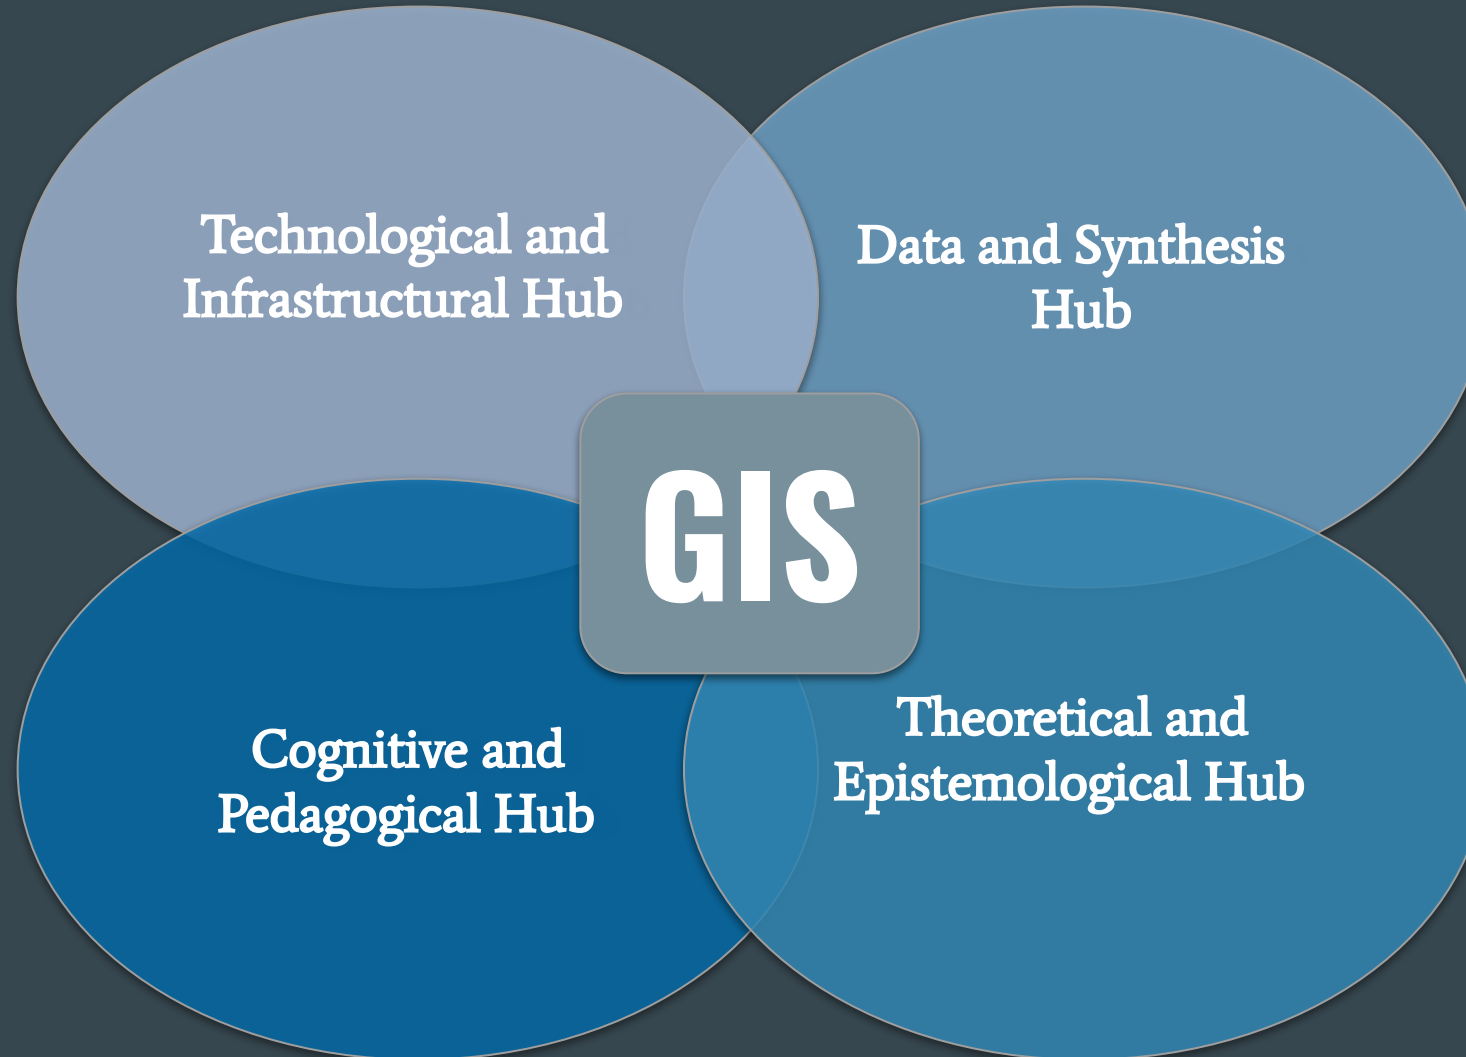 Technological and
Infrastructural Hub
Data and Synthesis
Hub
GIS
Cognitive and
Pedagogical Hub
Theoretical and
Epistemological Hub